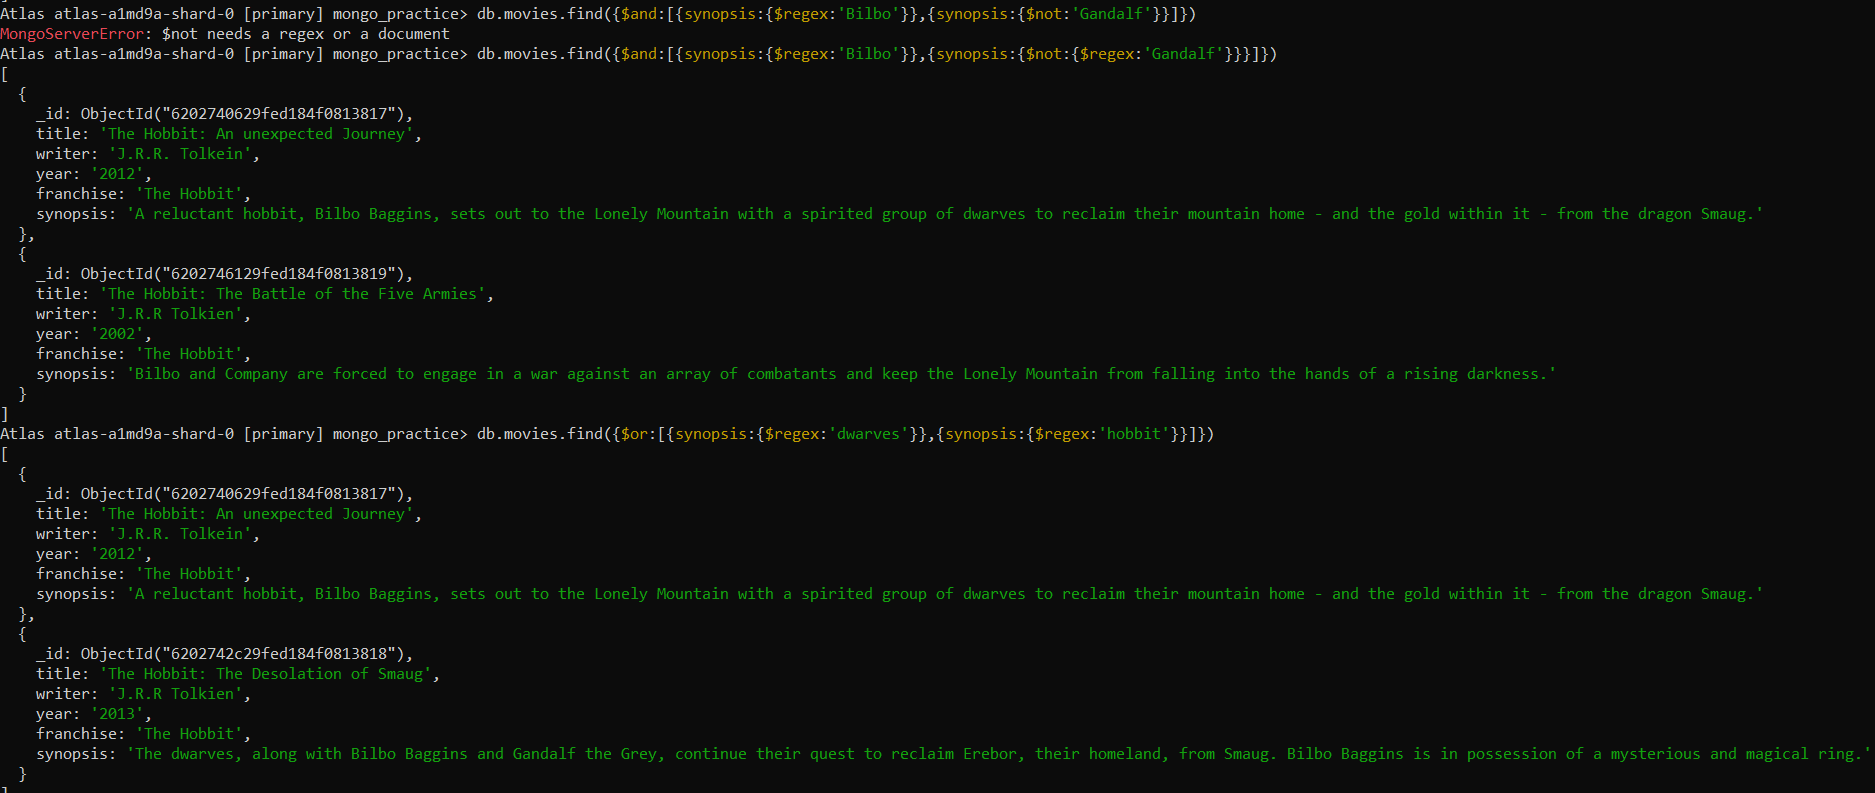 Atlas atlas-a1md9a-shard-0 [primary] mongo_practice> db.movies.find({$and:[{synopsis:{$regex:'Bilbo'}},{synopsis:{$not:'Gandalf'}}]})
MongoServerError: $not needs a regex or a document
Atlas atlas-a1md9a-shard-0 [primary] mongo_practice> db.movies.find({$and:[{synopsis:{$regex:'Bilbo'}},{synopsis:{$not:{$regex:'Gandalf'}}}]})
[
  {
    _id: ObjectId("6202740629fed184f0813817"),
    title: 'The Hobbit: An unexpected Journey',
    writer: 'J.R.R. Tolkein',
    year: '2012',
    franchise: 'The Hobbit',
    synopsis: 'A reluctant hobbit, Bilbo Baggins, sets out to the Lonely Mountain with a spirited group of dwarves to reclaim their mountain home - and the gold within it - from the dragon Smaug.'
  },
  {
    _id: ObjectId("6202746129fed184f0813819"),
    title: 'The Hobbit: The Battle of the Five Armies',
    writer: 'J.R.R Tolkien',
    year: '2002',
    franchise: 'The Hobbit',
    synopsis: 'Bilbo and Company are forced to engage in a war against an array of combatants and keep the Lonely Mountain from falling into the hands of a rising darkness.'
  }
]
Atlas atlas-a1md9a-shard-0 [primary] mongo_practice> db.movies.find({$or:[{synopsis:{$regex:'dwarves'}},{synopsis:{$regex:'hobbit'}}]})
[
  {
    _id: ObjectId("6202740629fed184f0813817"),
    title: 'The Hobbit: An unexpected Journey',
    writer: 'J.R.R. Tolkein',
    year: '2012',
    franchise: 'The Hobbit',
    synopsis: 'A reluctant hobbit, Bilbo Baggins, sets out to the Lonely Mountain with a spirited group of dwarves to reclaim their mountain home - and the gold within it - from the dragon Smaug.'
  },
  {
    _id: ObjectId("6202742c29fed184f0813818"),
    title: 'The Hobbit: The Desolation of Smaug',
    writer: 'J.R.R Tolkien',
    year: '2013',
    franchise: 'The Hobbit',
    synopsis: 'The dwarves, along with Bilbo Baggins and Gandalf the Grey, continue their quest to reclaim Erebor, their homeland, from Smaug. Bilbo Baggins is in possession of a mysterious and magical ring.'
  }
]